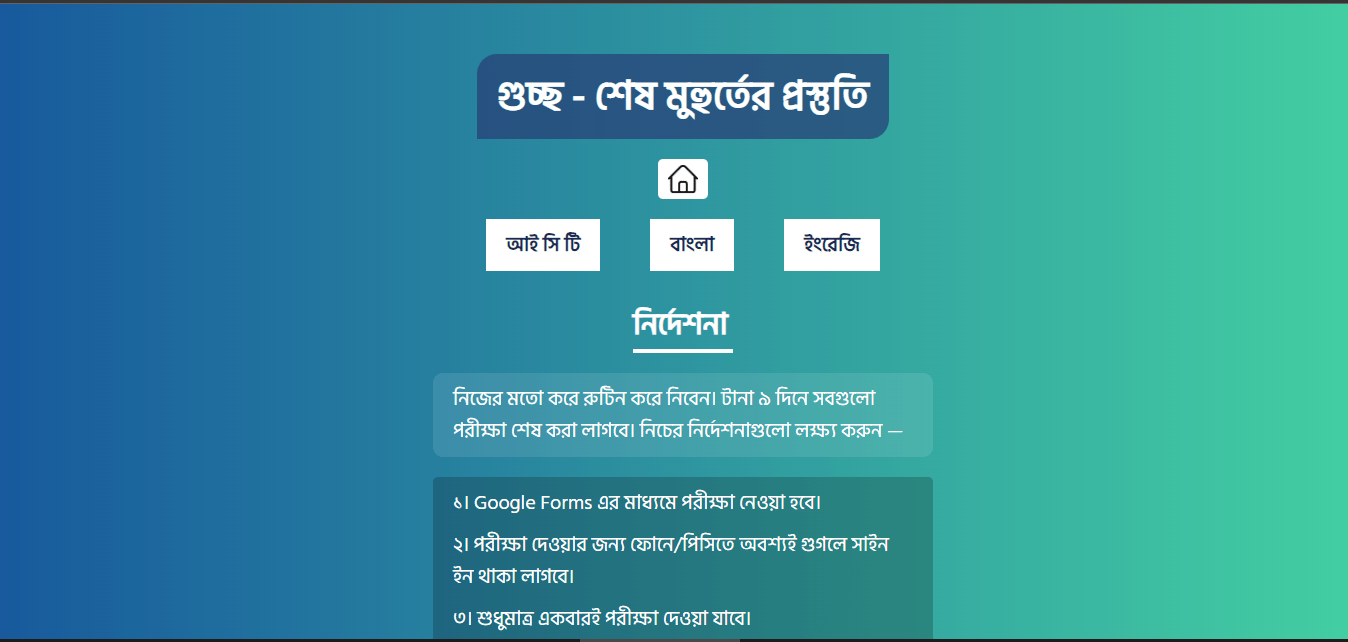 গুচ্ছ - শেষ মুহুর্তের প্রস্তুতি
আই সি টি
বাংলা
ইংরেজি
নির্দেশনা
নিজের মতো করে রুটিন করে নিবেন। টানা ৯ দিনে সবগুলো
পরীক্ষা শেষ করা লাগবে। নিচের নির্দেশনাগুলো লক্ষ্য করুন —
১। Google Forms এর মাধ্যমে পরীক্ষা নেওয়া হবে।
২। পরীক্ষা দেওয়ার জন্য ফোনে/পিসিতে অবশ্যই গুগলে সাইন
ইন থাকা লাগবে।
৩। শুধুমাত্র একবারই পরীক্ষা দেওয়া যাবে।